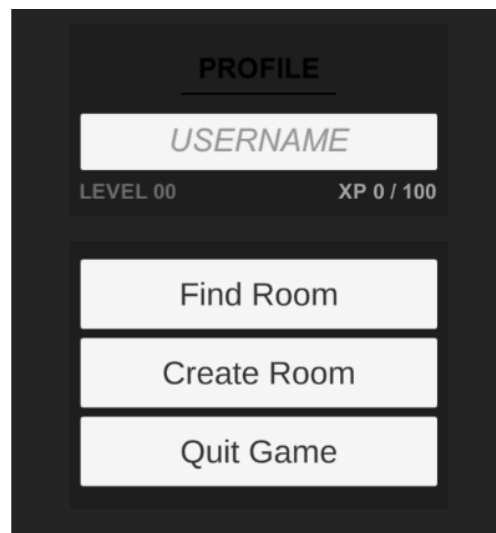 PROFILE
USERNAME
LEVEL 00 XP 0 / 100
Find Room
Create Room
Quit Game